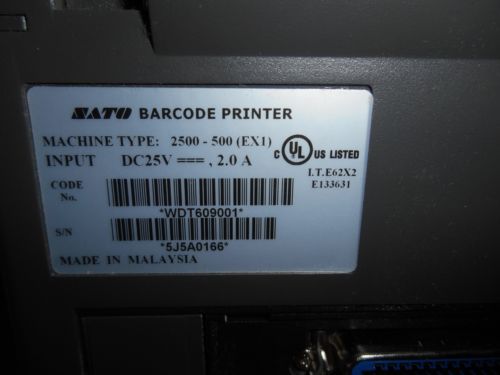 SATO BARCODE PRINTER
MACHINE TYPE: 2500 - 500 (EX1)
INPUT DC25V ⎓, 2.0 A
C UL US LISTED
I.T.E62X2
E133631
CODE No.
*WDT609001*
S/N
*5J5A0166*
MADE IN MALAYSIA